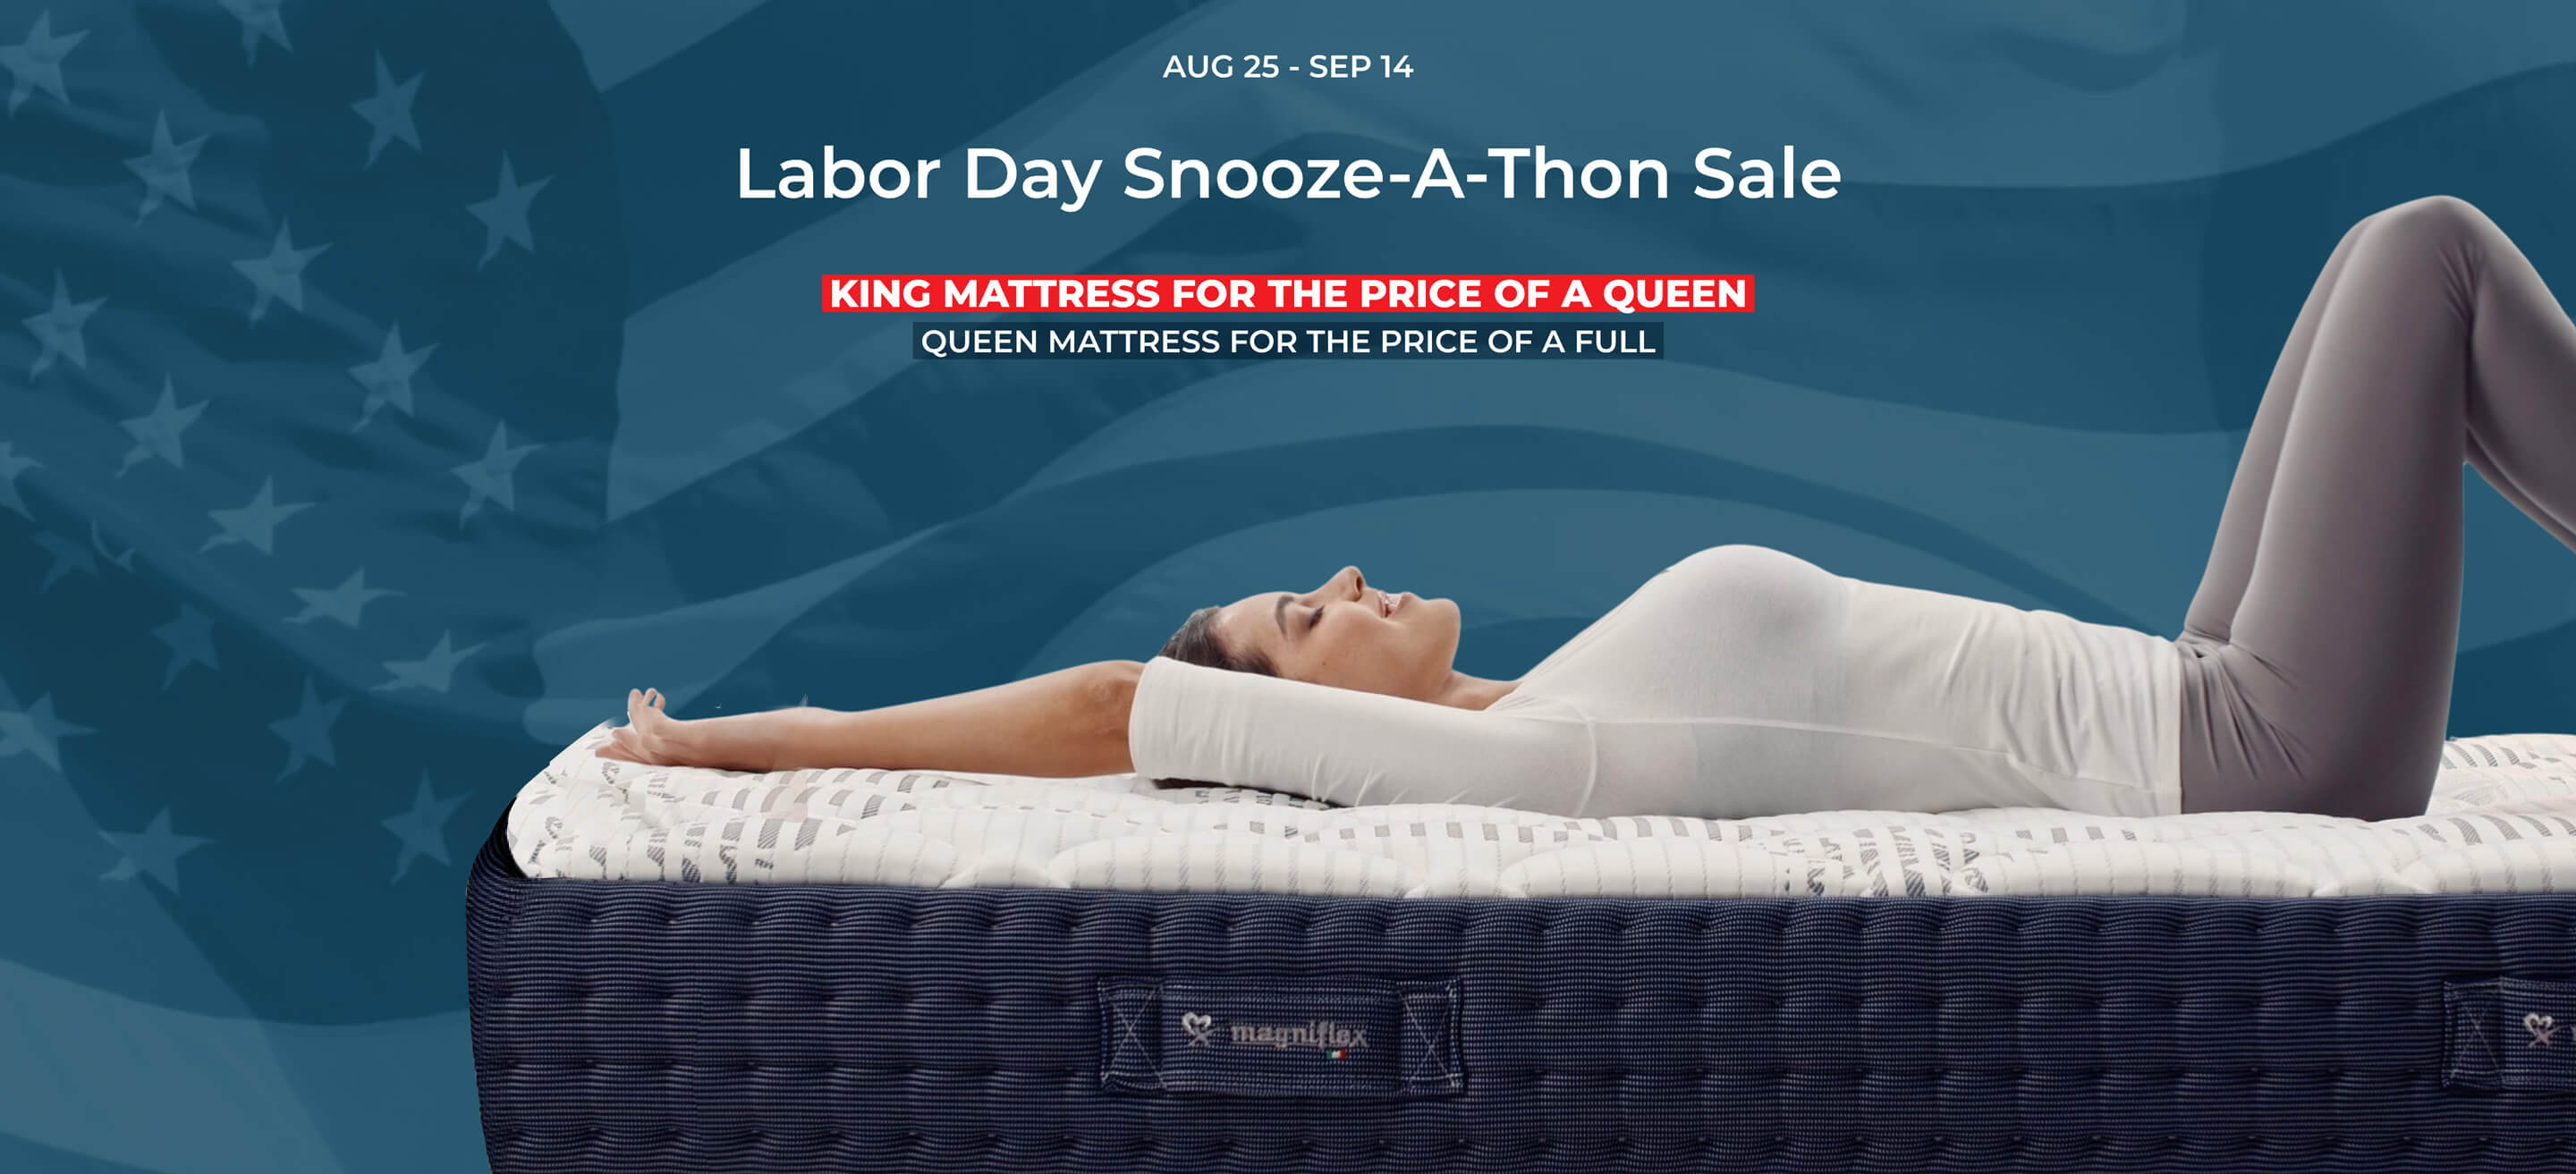 AUG 25 - SEP 14
Labor Day Snooze-A-Thon Sale
KING MATTRESS FOR THE PRICE OF A QUEEN
QUEEN MATTRESS FOR THE PRICE OF A FULL
magniflex